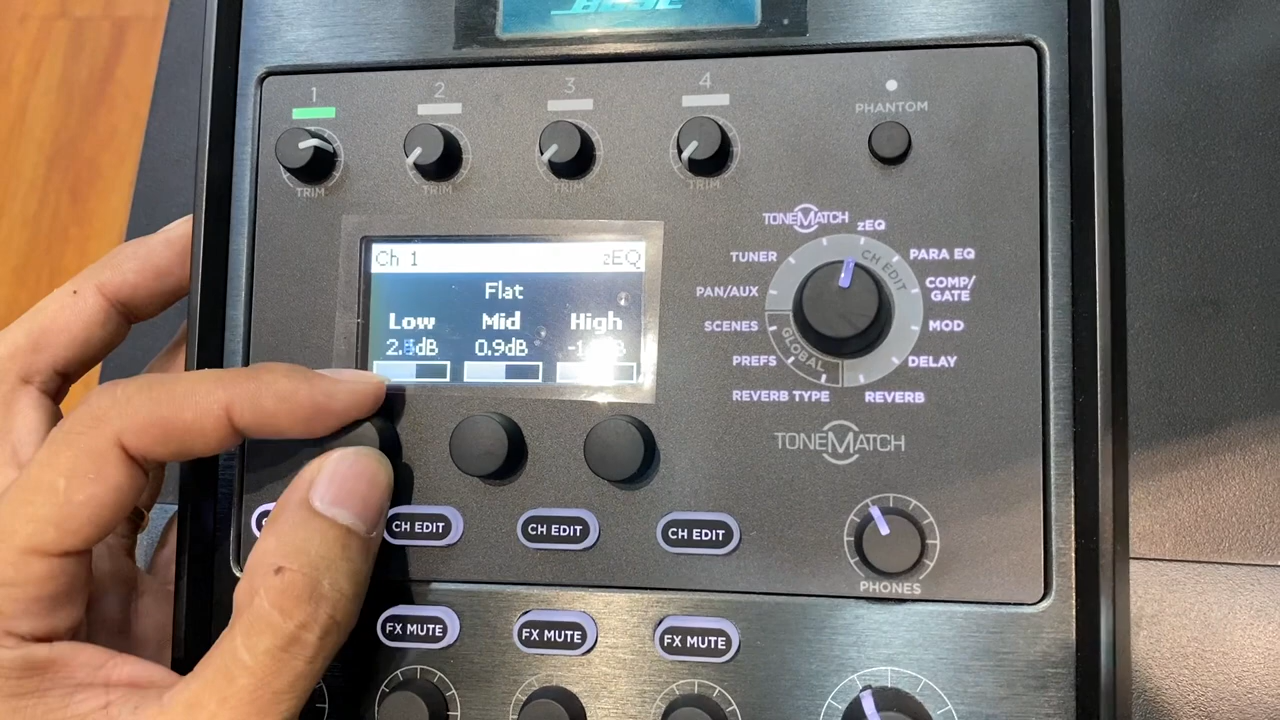 1 2 3 4
PHANTOM
TRIM TRIM TRIM TRIM
TONEMATCH
zEQ
TUNER
PARA EQ
CH EDIT
PAN/AUX
COMP/
GATE
SCENES
MOD
GLOBAL
PREFS
DELAY
REVERB TYPE
REVERB
TONEMATCH
Ch 1 zEQ
Flat
Low Mid High
0.9dB
CH EDIT CH EDIT CH EDIT
PHONES
FX MUTE FX MUTE FX MUTE